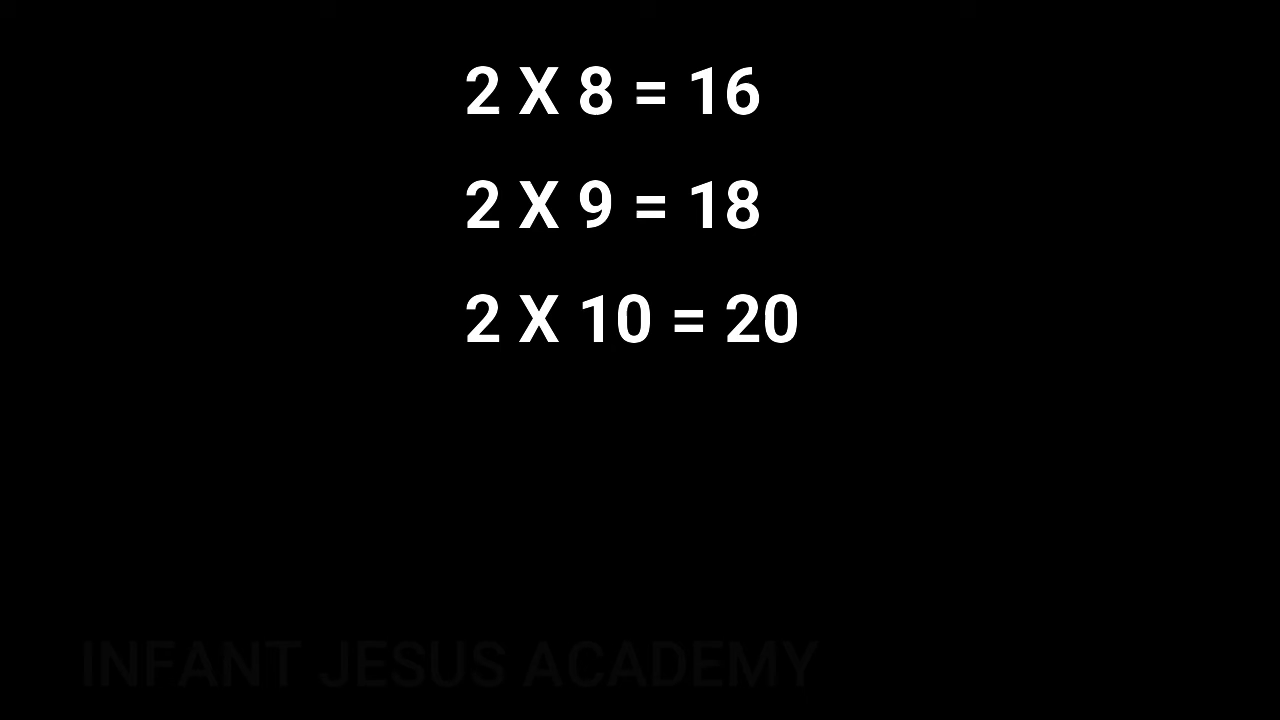 2 X 8 = 16
2 X 9 = 18
2 X 10 = 20
INFANT JESUS ACADEMY